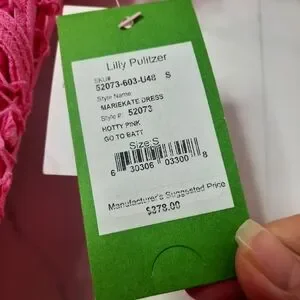 Lilly Pulitzer
SKU#
52073-603-U48 S
Style Name:
MARIEKATE DRESS
Style #: 52073
HOTTY PINK
GO TO BATT
Size:S
6 30306 03300 8
Manufacturer's Suggested Price
$378.00